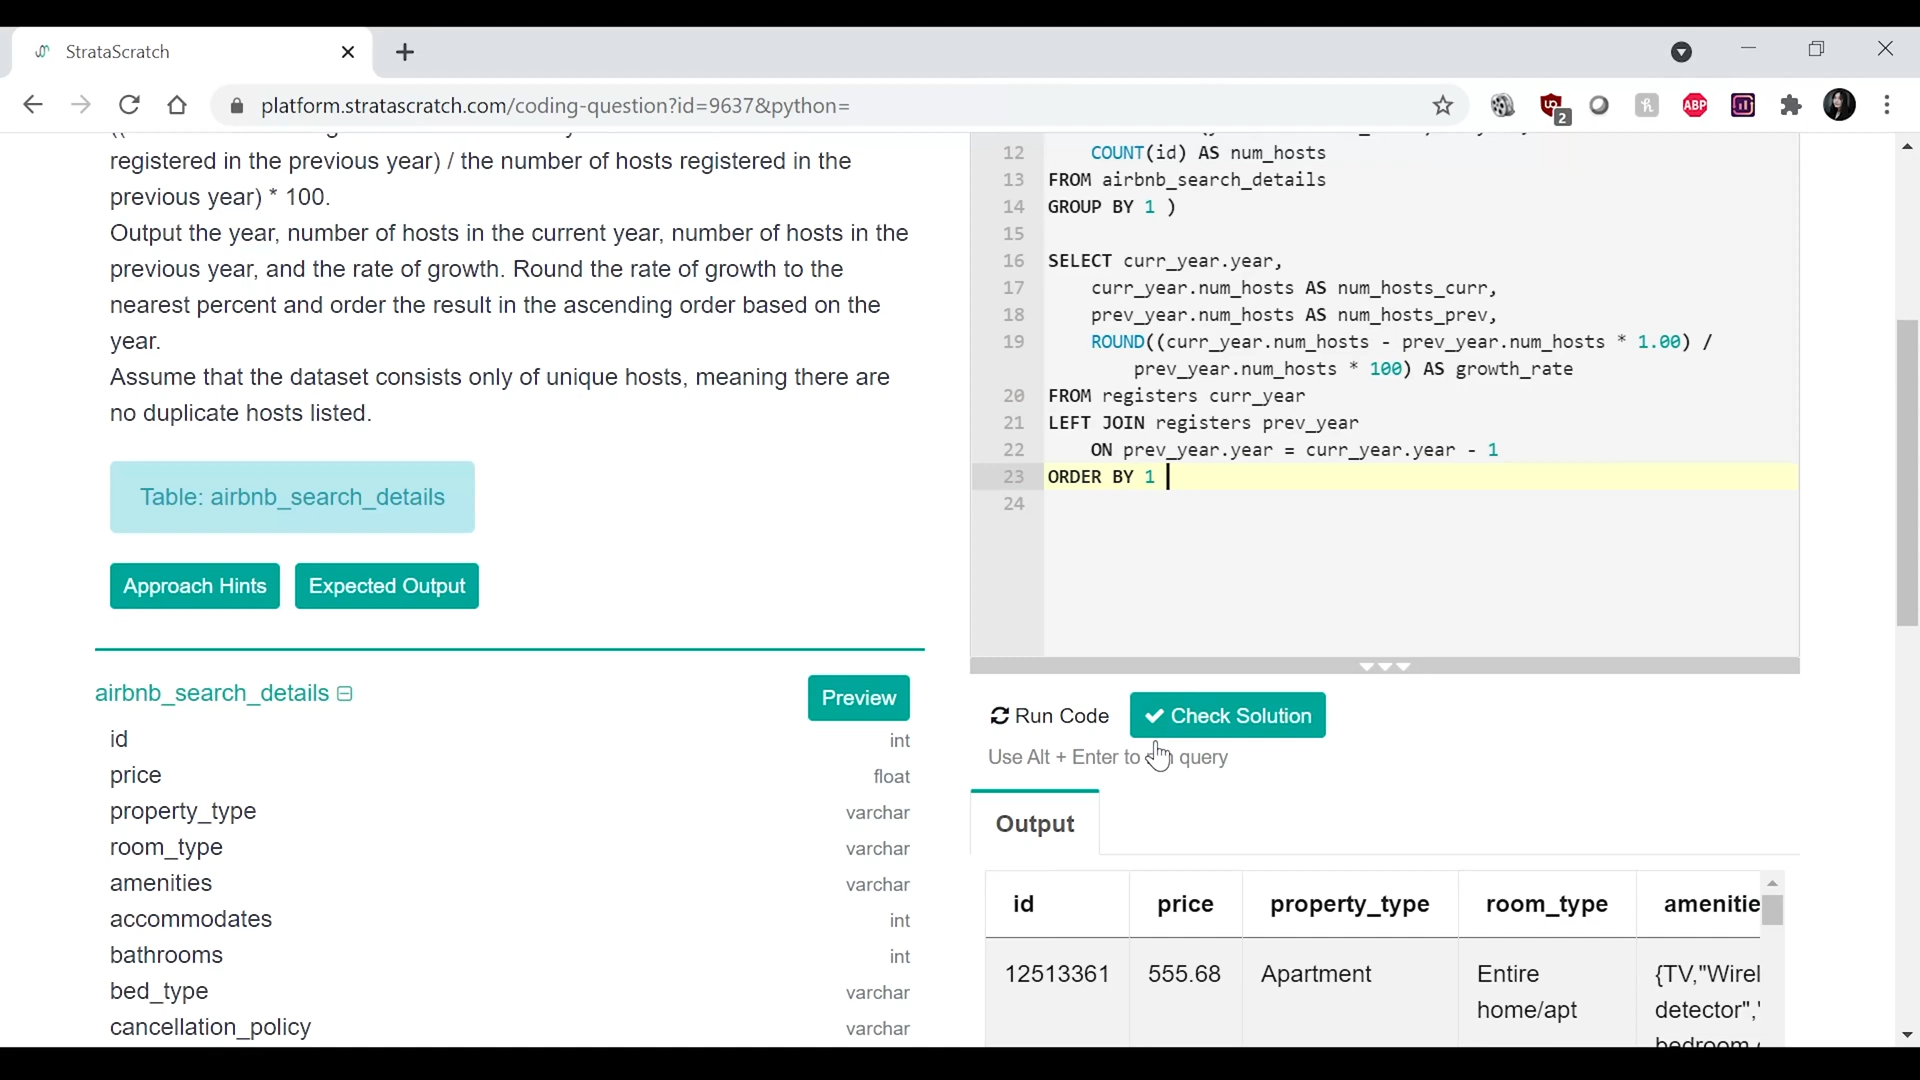 StrataScratch
platform.stratascratch.com/coding-question?id=9637&python=
2
ABP
registered in the previous year) / the number of hosts registered in the
previous year) * 100.
Output the year, number of hosts in the current year, number of hosts in the
previous year, and the rate of growth. Round the rate of growth to the
nearest percent and order the result in the ascending order based on the
year.
Assume that the dataset consists only of unique hosts, meaning there are
no duplicate hosts listed.
Table: airbnb_search_details
Approach Hints
Expected Output
airbnb_search_details
Preview
id int
price float
property_type varchar
room_type varchar
amenities varchar
accommodates int
bathrooms int
bed_type varchar
cancellation_policy varchar
12 COUNT(id) AS num_hosts
13 FROM airbnb_search_details
14 GROUP BY 1 )
15
16 SELECT curr_year.year,
17 curr_year.num_hosts AS num_hosts_curr,
18 prev_year.num_hosts AS num_hosts_prev,
19 ROUND((curr_year.num_hosts - prev_year.num_hosts * 1.00) /
prev_year.num_hosts * 100) AS growth_rate
20 FROM registers curr_year
21 LEFT JOIN registers prev_year
22 ON prev_year.year = curr_year.year - 1
23 ORDER BY 1
24
Run Code
Check Solution
Use Alt + Enter to query
Output
id price property_type room_type amenitie
12513361 555.68 Apartment Entire {TV,"Wirel
home/apt detector",'